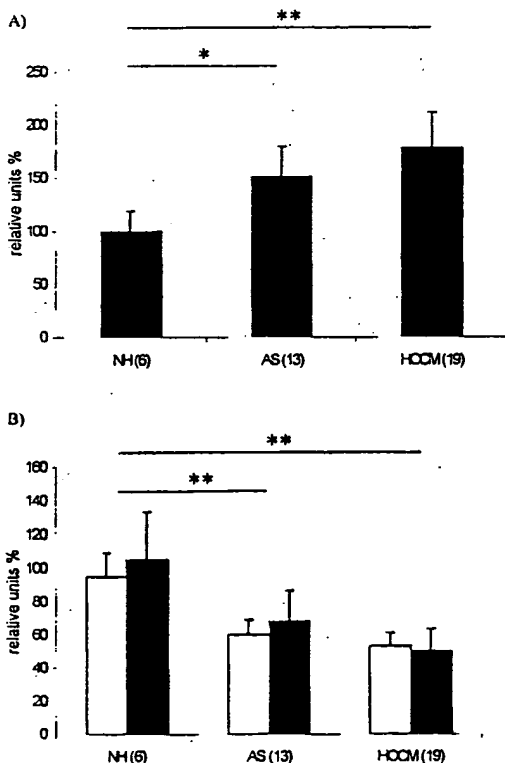 A)
**
*
250
200
150
100
50
0
relative units %
NH(6)
AS(13)
HOCM(19)
B)
**
**
160
140
120
100
80
60
40
20
0
relative units %
NH(6)
AS(13)
HOCM(19)